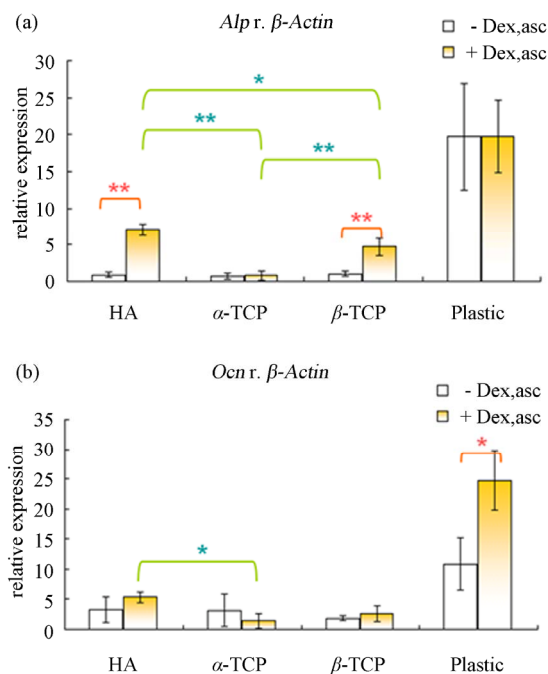 (a)
Alp r. β-Actin
- Dex,asc
+ Dex,asc
relative expression
30
25
20
15
10
5
0
*
**
**
**
**
HA
α-TCP
β-TCP
Plastic
(b)
Ocn r. β-Actin
- Dex,asc
+ Dex,asc
relative expression
35
30
25
20
15
10
5
0
*
*
HA
α-TCP
β-TCP
Plastic